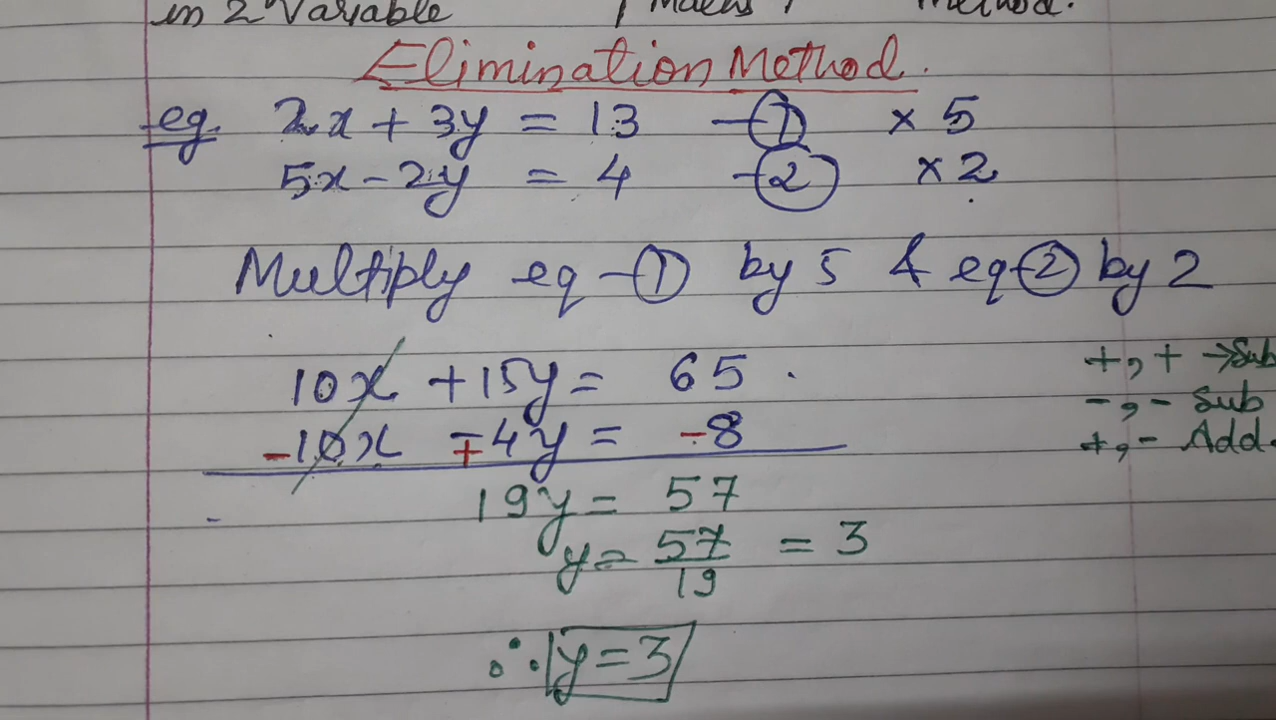 in 2 Variable / Maths / Method.
Elimination Method.
eg. 2x + 3y = 13 —① × 5
5x - 2y = 4 —② × 2
Multiply eq —① by 5 & eq-② by 2
10x + 15y = 65 .
+, + → Sub
-10x ∓ 4y = -8
-, - Sub
+, - Add.
19y = 57
y = 57/19 = 3
∴ y = 3